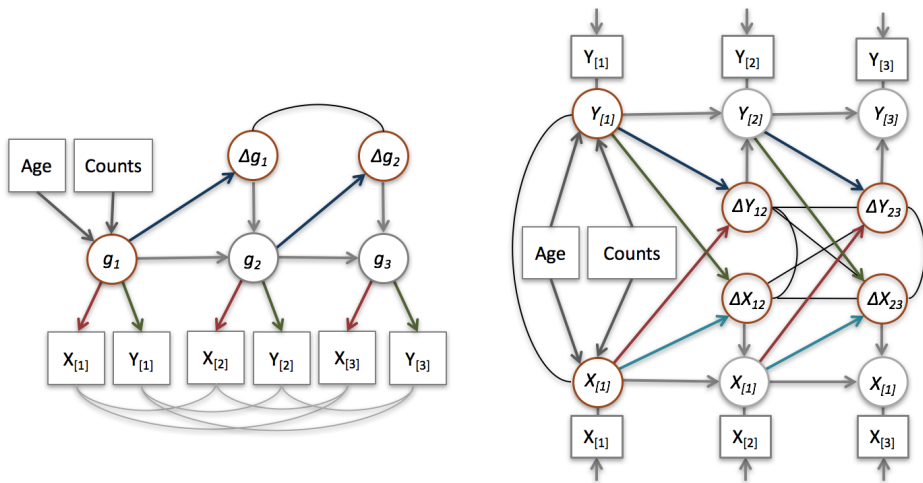 Age
Counts
Δg1
Δg2
g1
g2
g3
X[1]
Y[1]
X[2]
Y[2]
X[3]
Y[3]
Y[1]
Y[2]
Y[3]
Y[1]
Y[2]
Y[3]
ΔY12
ΔY23
Age
Counts
ΔX12
ΔX23
X[1]
X[1]
X[1]
X[1]
X[2]
X[3]